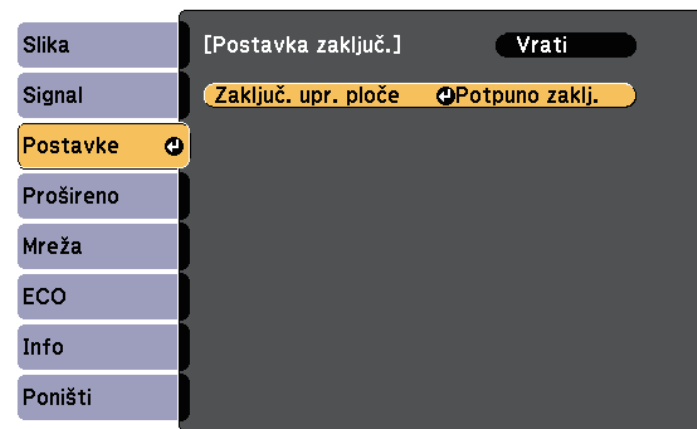 Slika
Signal
Postavke
Prošireno
Mreža
ECO
Info
Poništi
[Postavka zaključ.] Vrati
Zaključ. upr. ploče Potpuno zaklj.